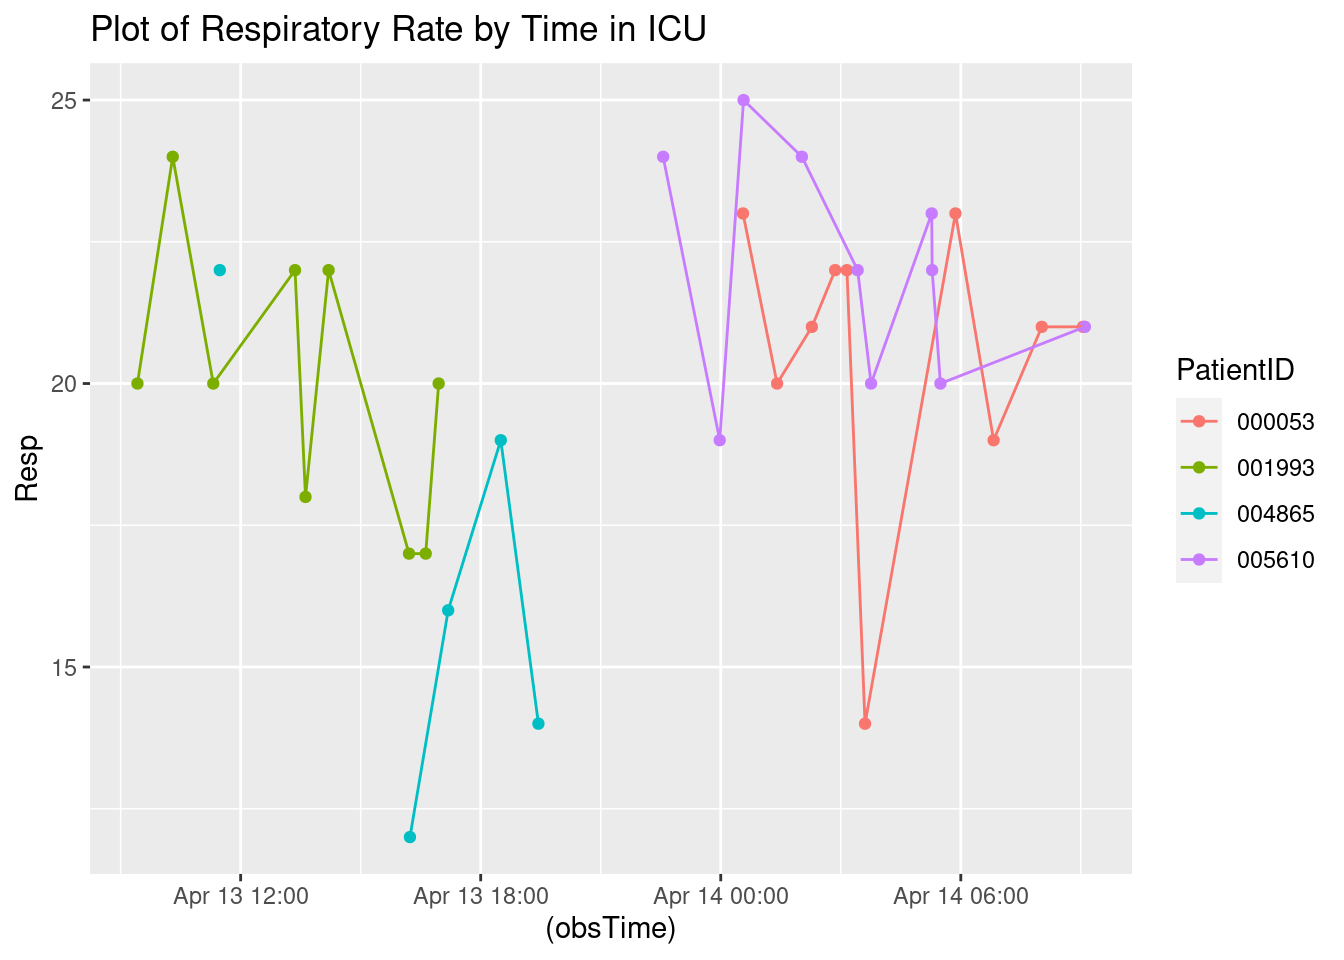 Plot of Respiratory Rate by Time in ICU
25
20
15
Resp
Apr 13 12:00
Apr 13 18:00
Apr 14 00:00
Apr 14 06:00
(obsTime)
PatientID
000053
001993
004865
005610